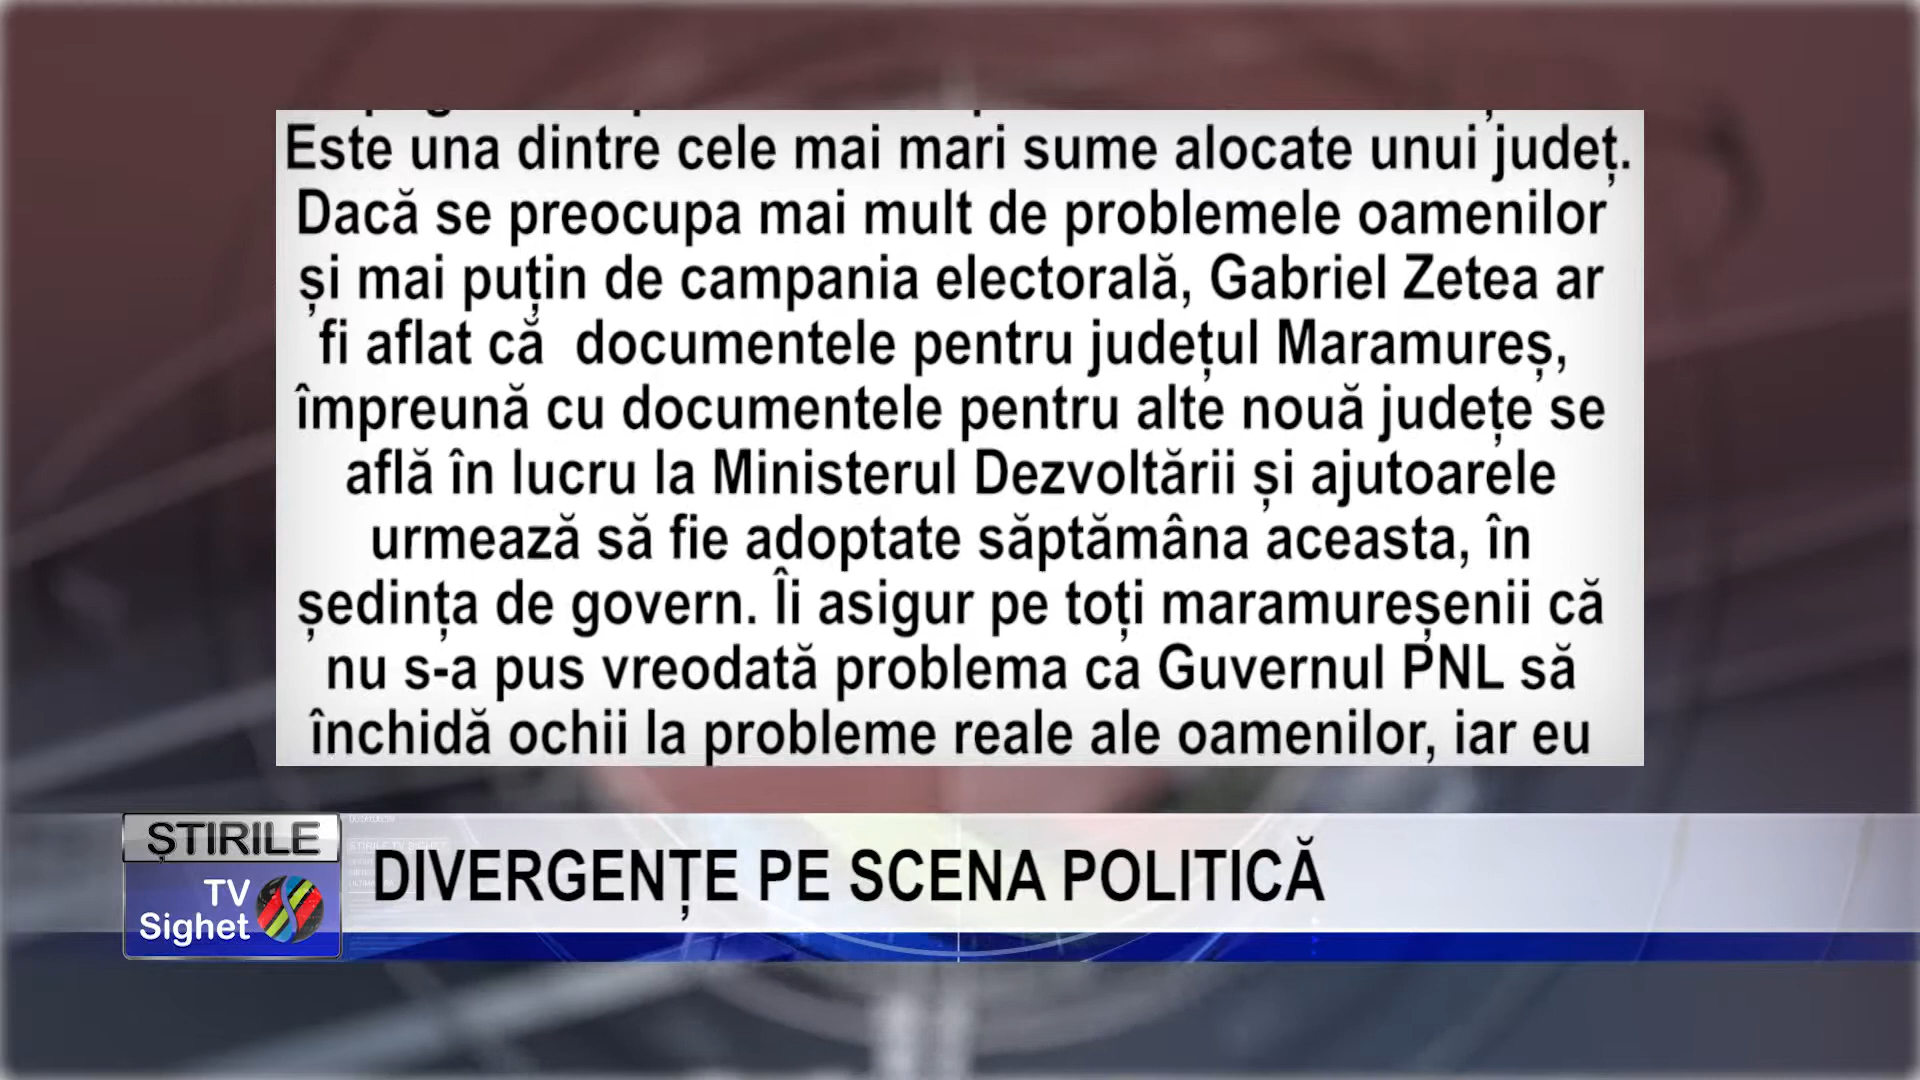 Este una dintre cele mai mari sume alocate unui județ.
Dacă se preocupa mai mult de problemele oamenilor
și mai puțin de campania electorală, Gabriel Zetea ar
fi aflat că documentele pentru județul Maramureș,
împreună cu documentele pentru alte nouă județe se
află în lucru la Ministerul Dezvoltării și ajutoarele
urmează să fie adoptate săptămâna aceasta, în
ședința de govern. Îi asigur pe toți maramureșenii că
nu s-a pus vreodată problema ca Guvernul PNL să
închidă ochii la probleme reale ale oamenilor, iar eu
ȘTIRILE
TV
Sighet
DIVERGENȚE PE SCENA POLITICĂ